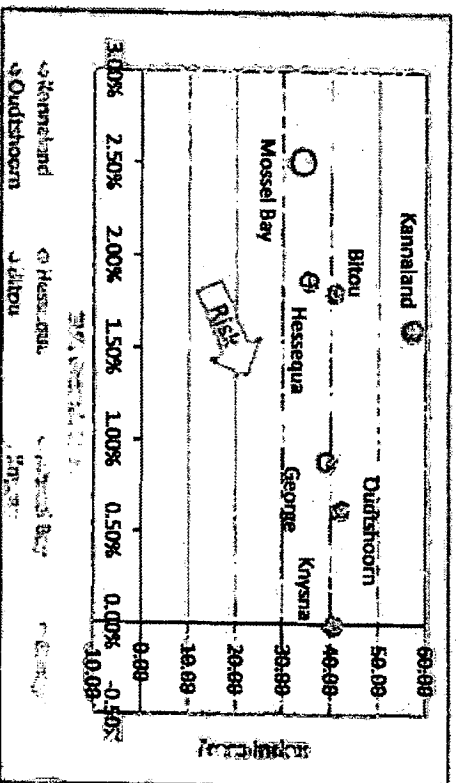 60.00
Kannaland
50.00
Bitou
Oudtshoorn
40.00
Knysna
Hessequa
George
Mossel Bay
30.00
20.00
Risk
10.00
0.00
-10.00
3.00% 2.50% 2.00% 1.50% 1.00% 0.50% 0.00% -0.50%
Kannaland
Oudtshoorn Bitou